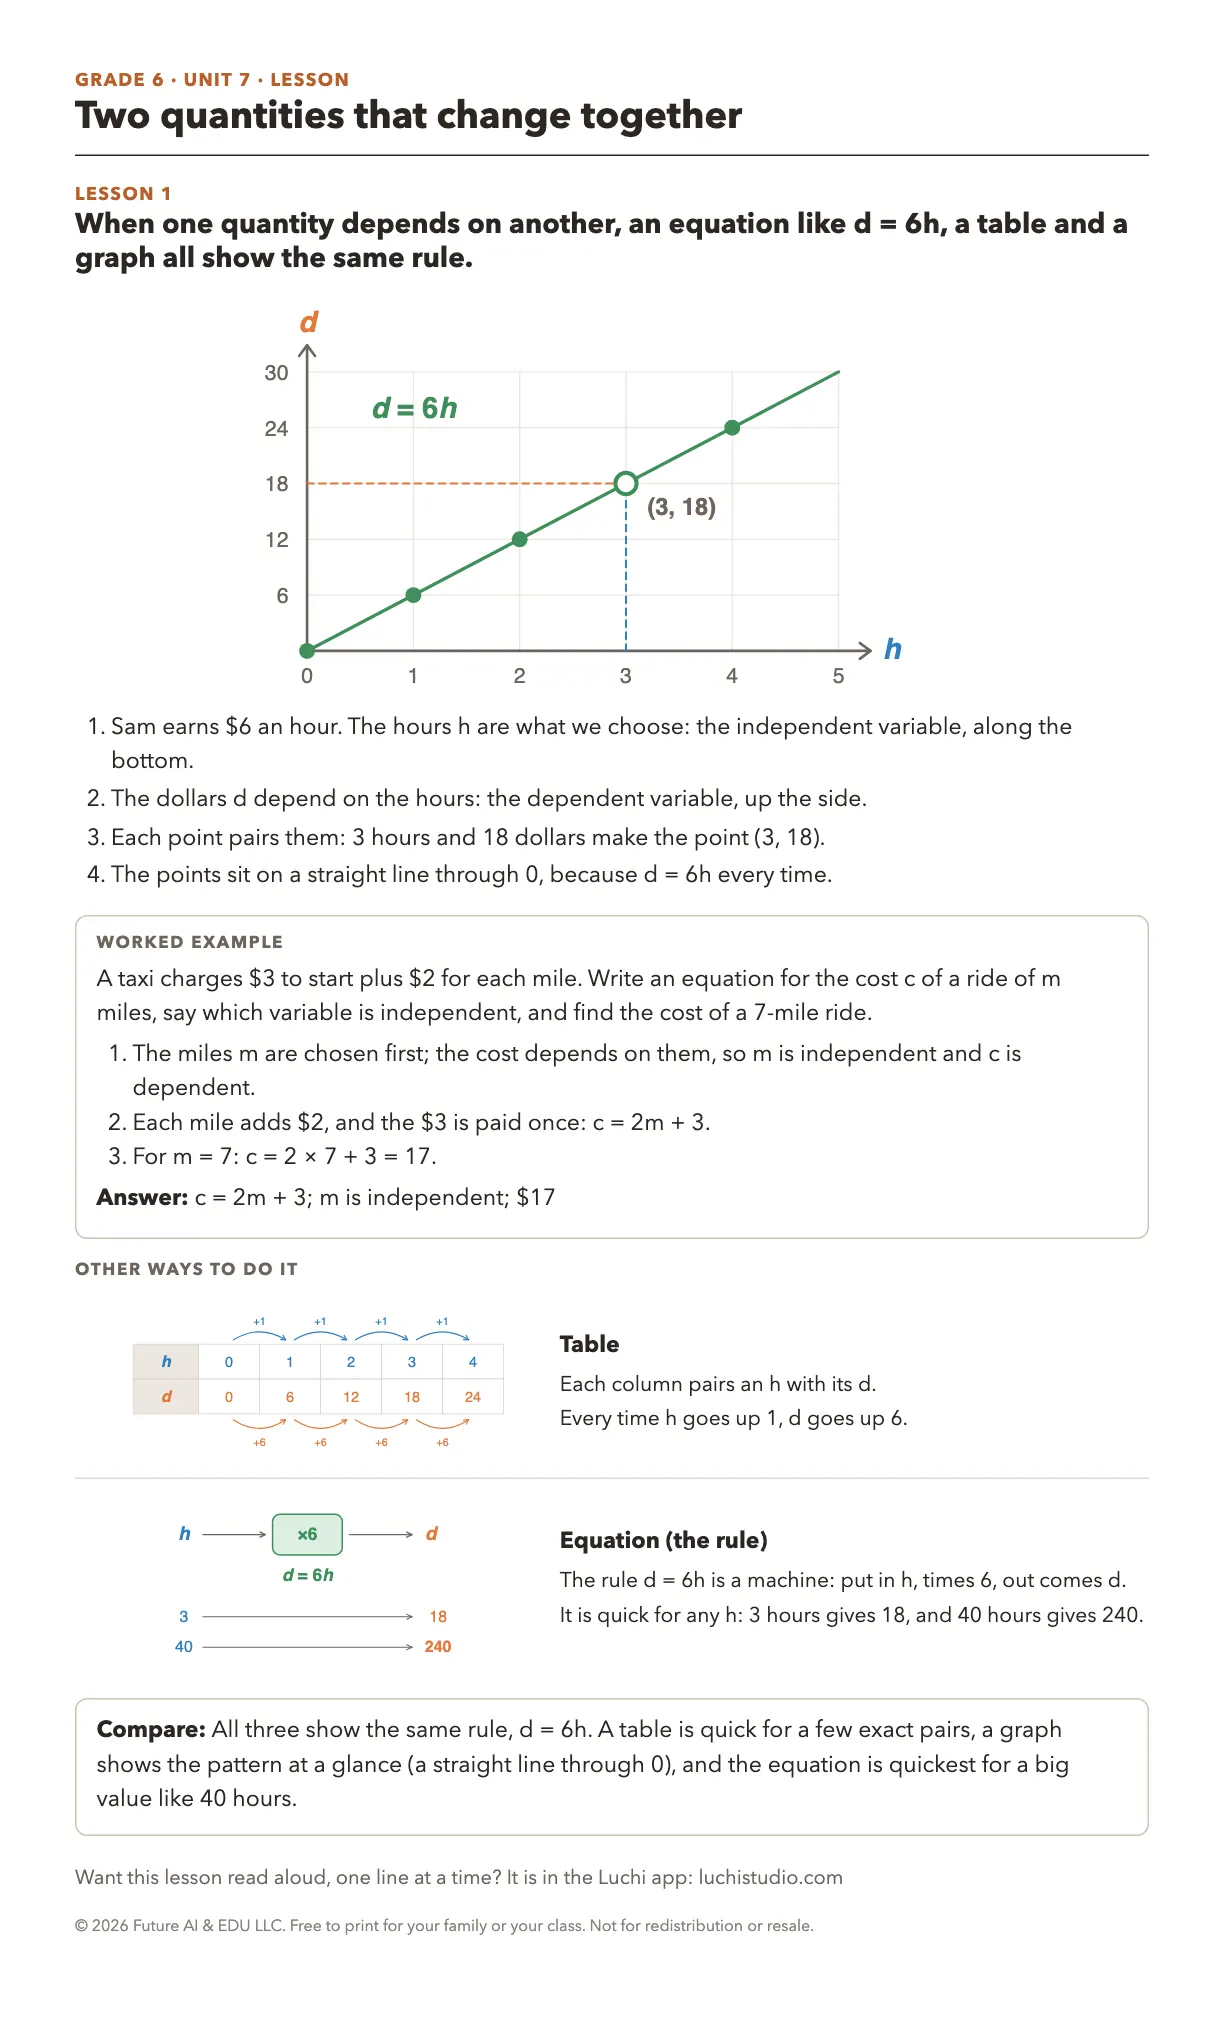 GRADE 6 · UNIT 7 · LESSON
Two quantities that change together
LESSON 1
When one quantity depends on another, an equation like d = 6h, a table and a
graph all show the same rule.
d
30
d = 6h
24
18
(3, 18)
12
6
h
0 1 2 3 4 5
1. Sam earns $6 an hour. The hours h are what we choose: the independent variable, along the
bottom.
2. The dollars d depend on the hours: the dependent variable, up the side.
3. Each point pairs them: 3 hours and 18 dollars make the point (3, 18).
4. The points sit on a straight line through 0, because d = 6h every time.
WORKED EXAMPLE
A taxi charges $3 to start plus $2 for each mile. Write an equation for the cost c of a ride of m
miles, say which variable is independent, and find the cost of a 7-mile ride.
1. The miles m are chosen first; the cost depends on them, so m is independent and c is
dependent.
2. Each mile adds $2, and the $3 is paid once: c = 2m + 3.
3. For m = 7: c = 2 × 7 + 3 = 17.
Answer: c = 2m + 3; m is independent; $17
OTHER WAYS TO DO IT
+1 +1 +1 +1
h 0 1 2 3 4
d 0 6 12 18 24
+6 +6 +6 +6
Table
Each column pairs an h with its d.
Every time h goes up 1, d goes up 6.
h ×6 d
d = 6h
3 18
40 240
Equation (the rule)
The rule d = 6h is a machine: put in h, times 6, out comes d.
It is quick for any h: 3 hours gives 18, and 40 hours gives 240.
Compare: All three show the same rule, d = 6h. A table is quick for a few exact pairs, a graph
shows the pattern at a glance (a straight line through 0), and the equation is quickest for a big
value like 40 hours.
Want this lesson read aloud, one line at a time? It is in the Luchi app: luchistudio.com
© 2026 Future AI & EDU LLC. Free to print for your family or your class. Not for redistribution or resale.